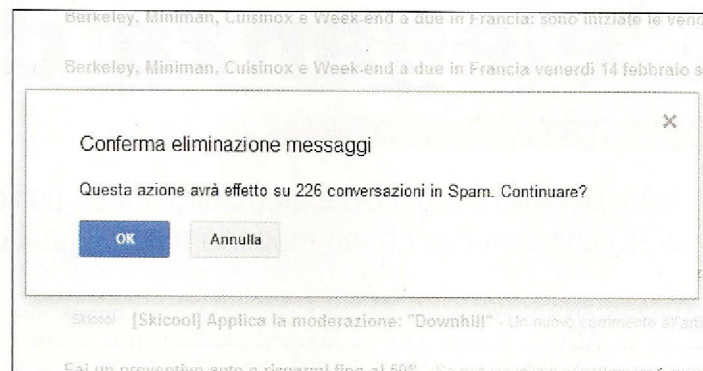 Berkeley, Miniman, Cuisinox e Week-end a due in Francia: sono iniziate le vend
Berkeley, Miniman, Cuisinox e Week-end a due in Francia venerdì 14 febbraio s
×
Conferma eliminazione messaggi
Questa azione avrà effetto su 226 conversazioni in Spam. Continuare?
OK Annulla
Skicool [Skicool] Applica la moderazione: "Downhill" - Un nuovo commento all'arti
Fai un preventivo auto e risparmi fino al 50%